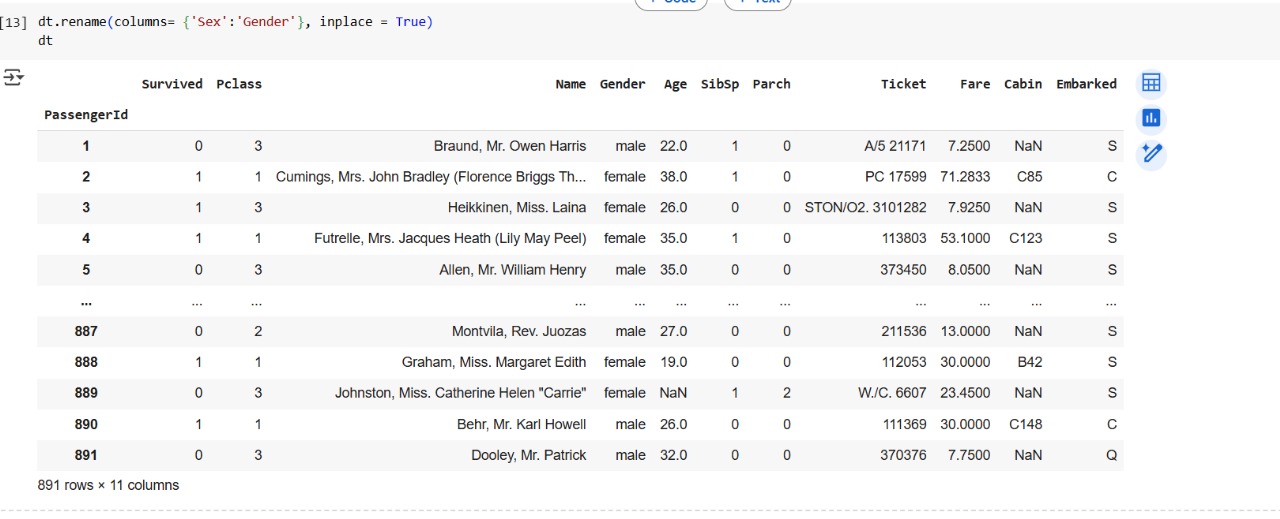 + Code + Text
[13] dt.rename(columns= {'Sex':'Gender'}, inplace = True)
dt
Survived Pclass Name Gender Age SibSp Parch Ticket Fare Cabin Embarked
PassengerId
1 0 3 Braund, Mr. Owen Harris male 22.0 1 0 A/5 21171 7.2500 NaN S
2 1 1 Cumings, Mrs. John Bradley (Florence Briggs Th... female 38.0 1 0 PC 17599 71.2833 C85 C
3 1 3 Heikkinen, Miss. Laina female 26.0 0 0 STON/O2. 3101282 7.9250 NaN S
4 1 1 Futrelle, Mrs. Jacques Heath (Lily May Peel) female 35.0 1 0 113803 53.1000 C123 S
5 0 3 Allen, Mr. William Henry male 35.0 0 0 373450 8.0500 NaN S
... ... ... ... ... ... ... ... ... ... ... ...
887 0 2 Montvila, Rev. Juozas male 27.0 0 0 211536 13.0000 NaN S
888 1 1 Graham, Miss. Margaret Edith female 19.0 0 0 112053 30.0000 B42 S
889 0 3 Johnston, Miss. Catherine Helen "Carrie" female NaN 1 2 W./C. 6607 23.4500 NaN S
890 1 1 Behr, Mr. Karl Howell male 26.0 0 0 111369 30.0000 C148 C
891 0 3 Dooley, Mr. Patrick male 32.0 0 0 370376 7.7500 NaN Q
891 rows × 11 columns